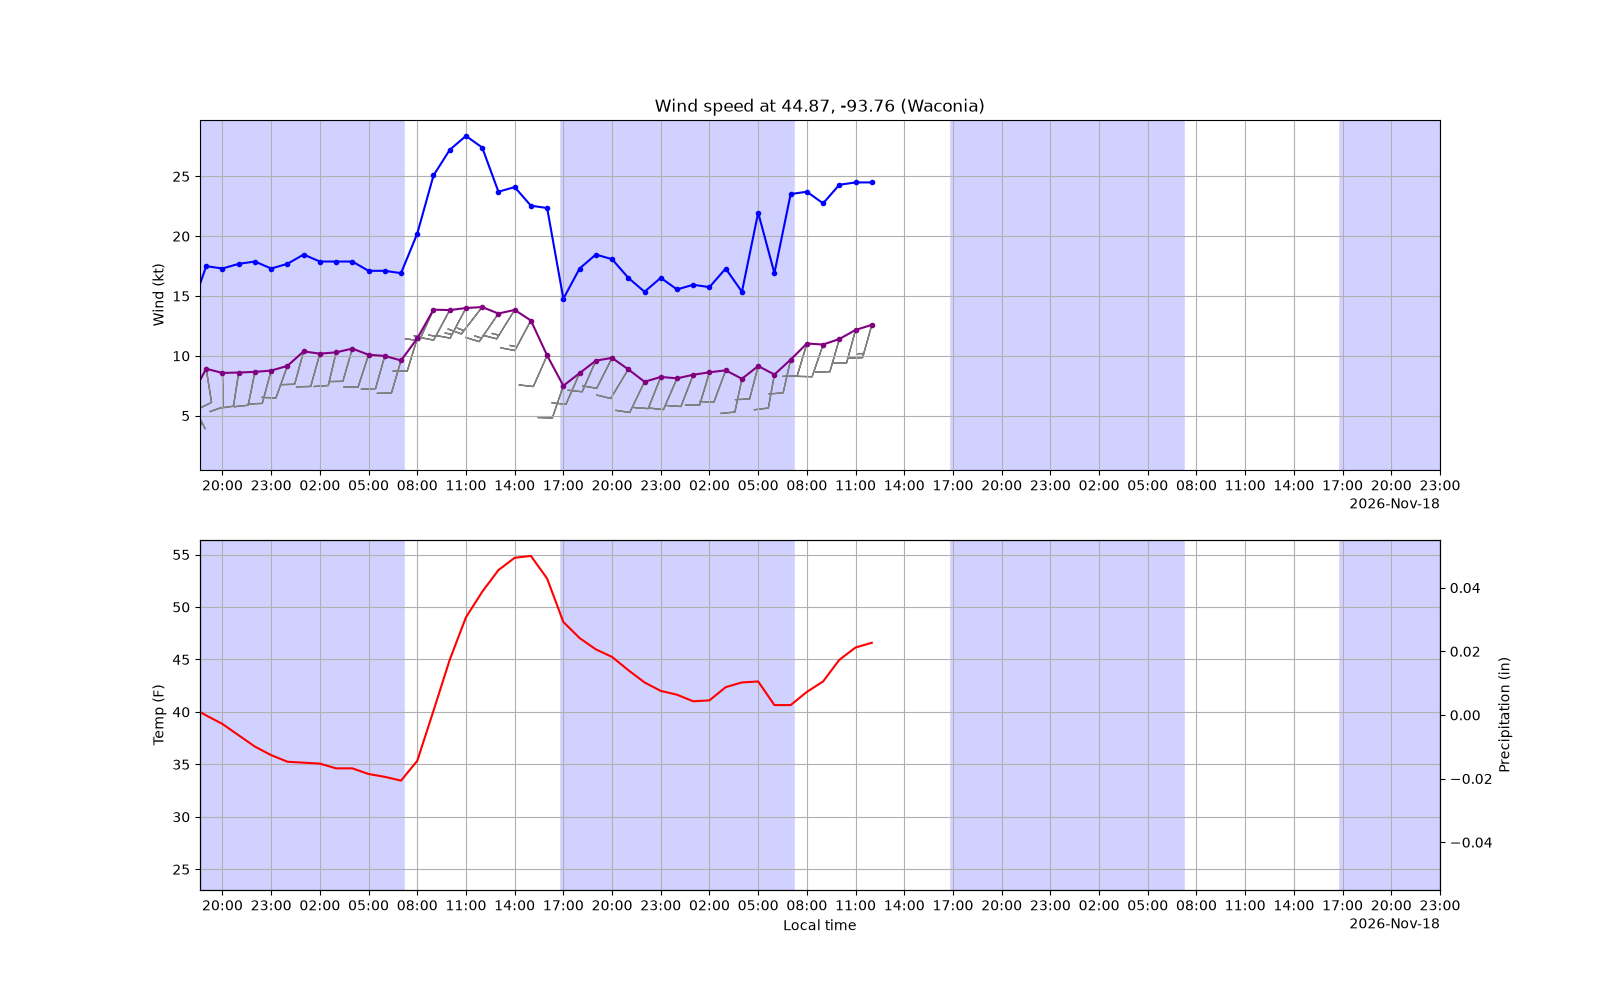 Wind speed at 44.87, -93.76 (Waconia)
Wind (kt)
25
20
15
10
5
20:00 23:00 02:00 05:00 08:00 11:00 14:00 17:00 20:00 23:00 02:00 05:00 08:00 11:00 14:00 17:00 20:00 23:00 02:00 05:00 08:00 11:00 14:00 17:00 20:00 23:00
2026-Nov-18
Temp (F)
55
50
45
40
35
30
25
0.04
0.02
0.00
−0.02
−0.04
Precipitation (in)
20:00 23:00 02:00 05:00 08:00 11:00 14:00 17:00 20:00 23:00 02:00 05:00 08:00 11:00 14:00 17:00 20:00 23:00 02:00 05:00 08:00 11:00 14:00 17:00 20:00 23:00
Local time
2026-Nov-18